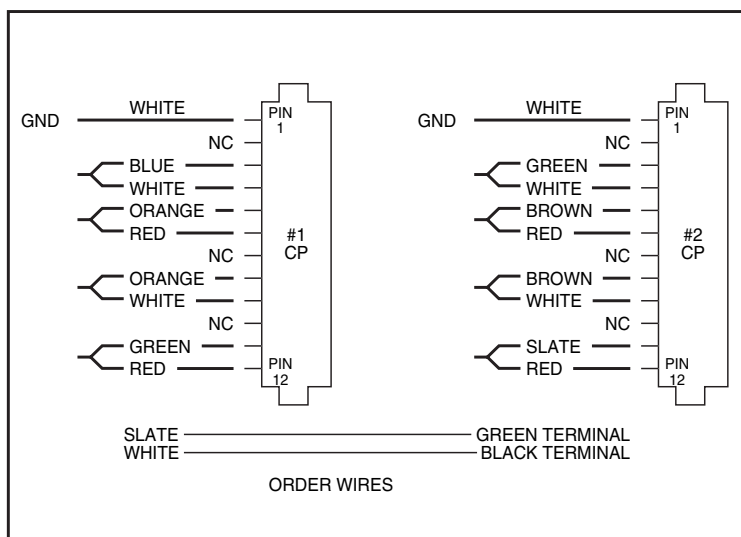 GND WHITE PIN 1
NC
BLUE
WHITE
ORANGE
RED
NC
ORANGE
WHITE
NC
GREEN
RED
PIN 12
#1 CP
GND WHITE PIN 1
NC
GREEN
WHITE
BROWN
RED
NC
BROWN
WHITE
NC
SLATE
RED
PIN 12
#2 CP
SLATE GREEN TERMINAL
WHITE BLACK TERMINAL
ORDER WIRES